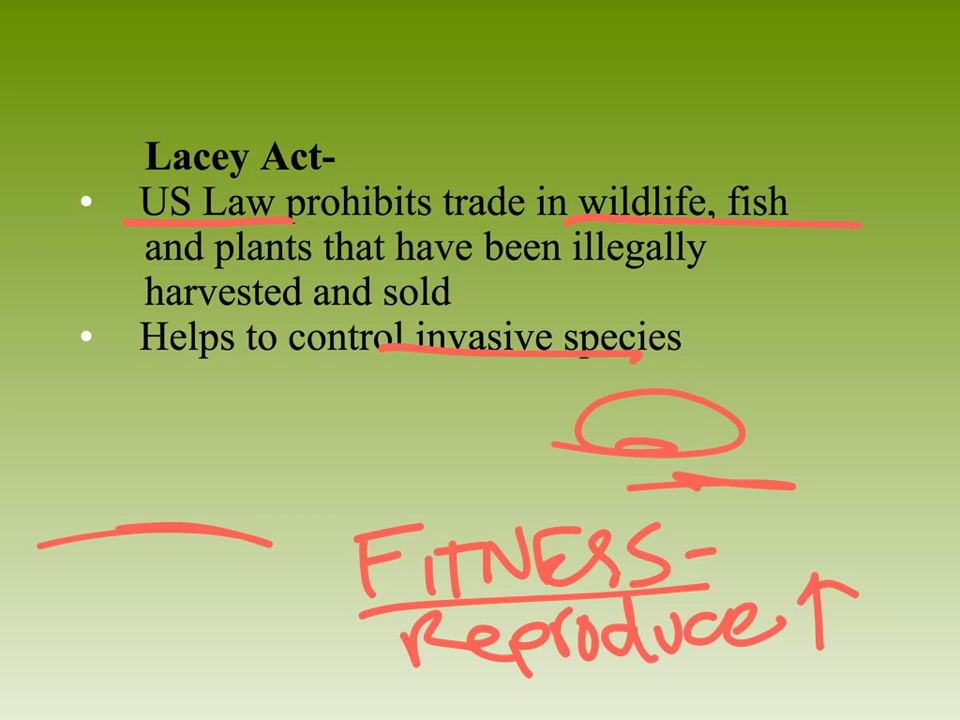 Lacey Act-
• US Law prohibits trade in wildlife, fish
and plants that have been illegally
harvested and sold
• Helps to control invasive species
FITNESS-
Reproduce ↑